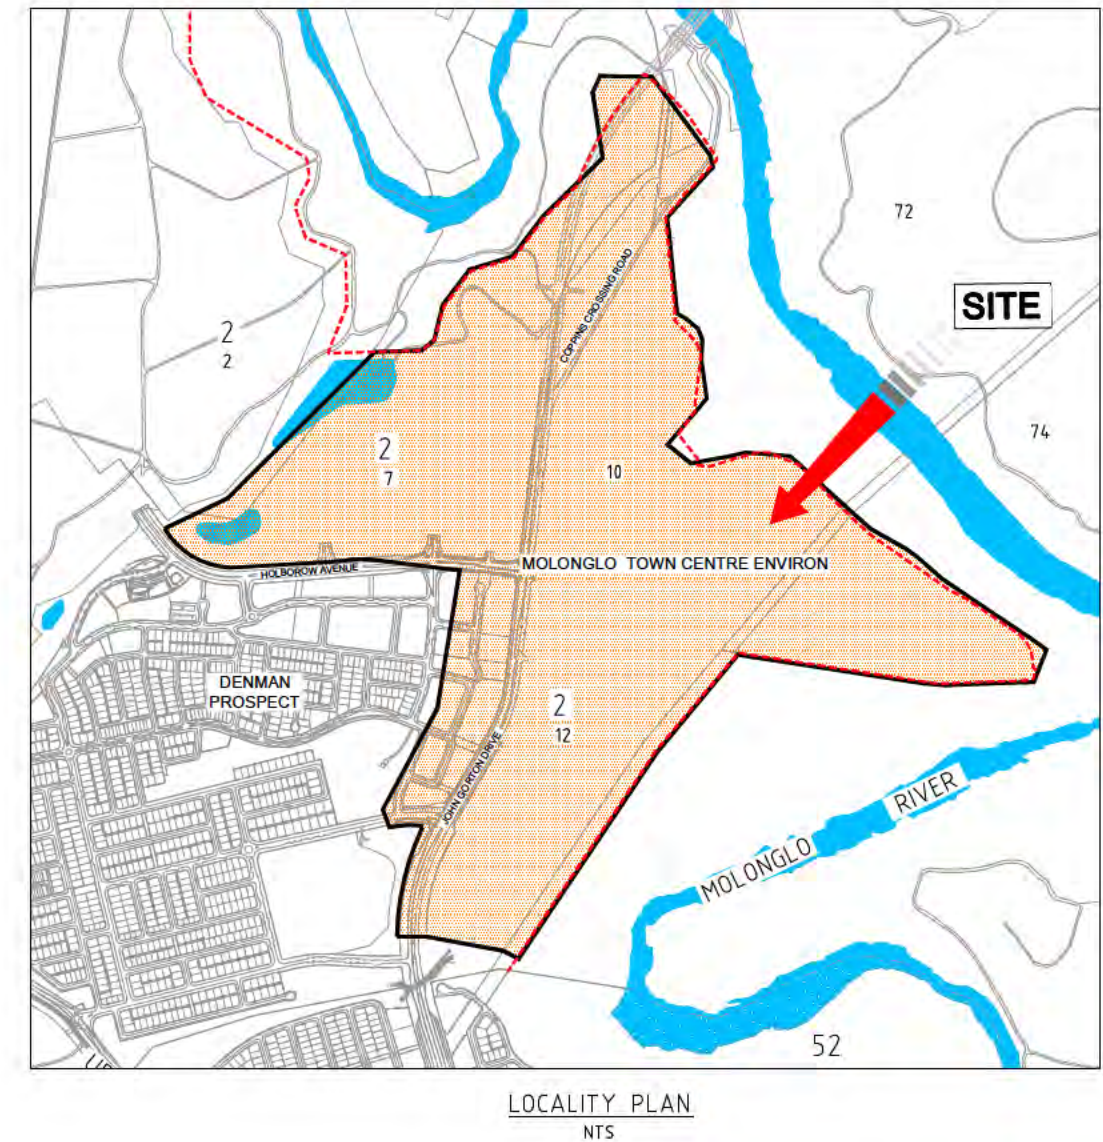 72
SITE
COPPINS CROSSING ROAD
2
2
74
2
7
10
MOLONGLO TOWN CENTRE ENVIRON
HOLBOROW AVENUE
DENMAN
PROSPECT
2
12
JOHN GORTON DRIVE
MOLONGLO RIVER
52
LOCALITY PLAN
NTS